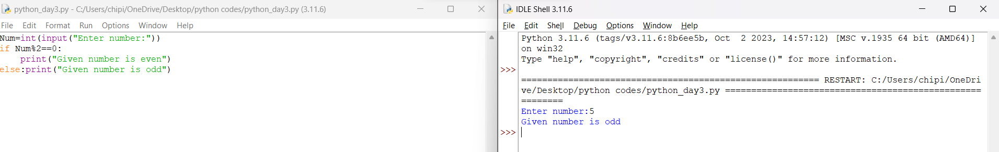 python_day3.py - C:/Users/chipi/OneDrive/Desktop/python codes/python_day3.py (3.11.6)
File Edit Format Run Options Window Help
Num=int(input("Enter number:"))
if Num%2==0:
    print("Given number is even")
else:print("Given number is odd")
IDLE Shell 3.11.6
File Edit Shell Debug Options Window Help
Python 3.11.6 (tags/v3.11.6:8b6ee5b, Oct  2 2023, 14:57:12) [MSC v.1935 64 bit (AMD64)]
on win32
Type "help", "copyright", "credits" or "license()" for more information.
>>>
========================================================= RESTART: C:/Users/chipi/OneDri
ve/Desktop/python codes/python_day3.py =================================================
========
Enter number:5
Given number is odd
>>>